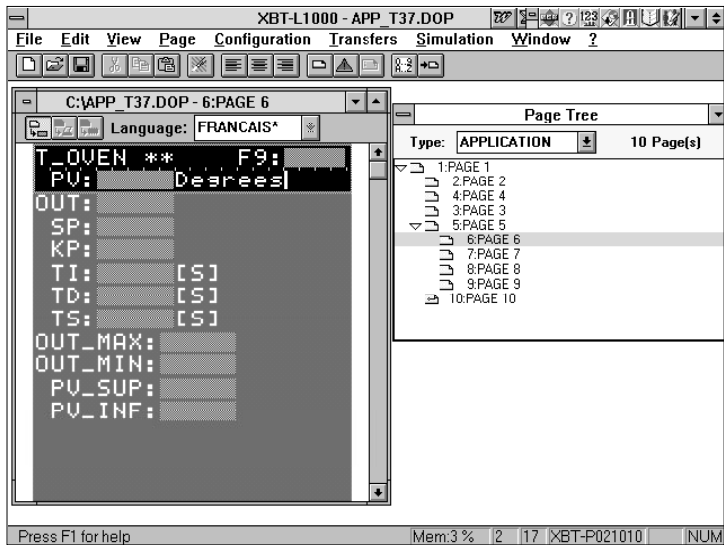 XBT-L1000 - APP_T37.DOP
File Edit View Page Configuration Transfers Simulation Window ?
C:\APP_T37.DOP - 6:PAGE 6
Language: FRANCAIS*
T_OVEN ** F9:
PV: Degrees
OUT:
SP:
KP:
TI: [S]
TD: [S]
TS: [S]
OUT_MAX:
OUT_MIN:
PV_SUP:
PV_INF:
Page Tree
Type: APPLICATION 10 Page(s)
1:PAGE 1
2:PAGE 2
4:PAGE 4
3:PAGE 3
5:PAGE 5
6:PAGE 6
7:PAGE 7
8:PAGE 8
9:PAGE 9
10:PAGE 10
Press F1 for help Mem:3 % 2 17 XBT-P021010 NUM